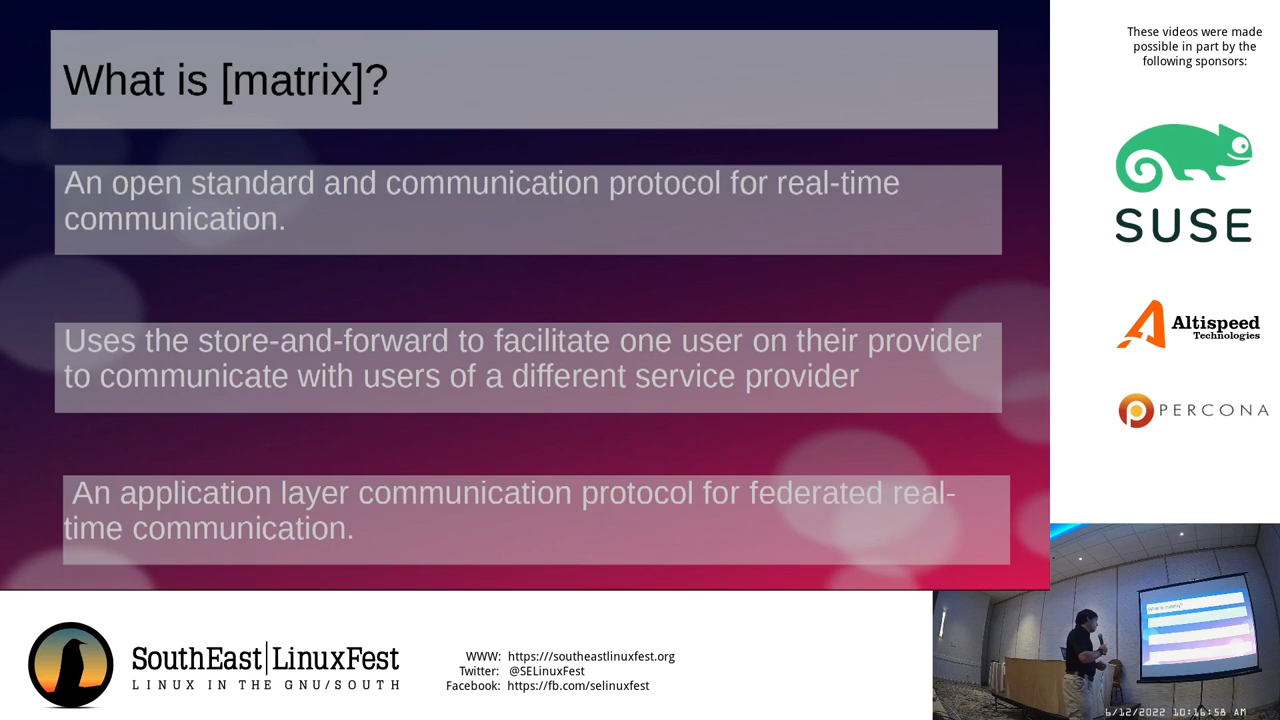 What is [matrix]?
An open standard and communication protocol for real-time
communication.
Uses the store-and-forward to facilitate one user on their provider
to communicate with users of a different service provider
An application layer communication protocol for federated real-
time communication.
These videos were made
possible in part by the
following sponsors:
SUSE
Altispeed
Technologies
PERCONA
SouthEast|LinuxFest
LINUX IN THE GNU/SOUTH
WWW: https:///southeastlinuxfest.org
Twitter: @SELinuxFest
Facebook: https://fb.com/selinuxfest
What is [matrix]?
6/12/2022 10:16:58 AM